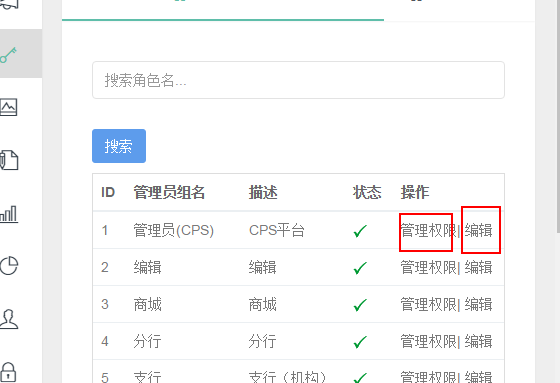 搜索角色名...
搜索
ID 管理员组名 描述 状态 操作
1 管理员(CPS) CPS平台 管理权限| 编辑
2 编辑 编辑 管理权限| 编辑
3 商城 商城 管理权限| 编辑
4 分行 分行 管理权限| 编辑
5 支行 支行（机构） 管理权限| 编辑